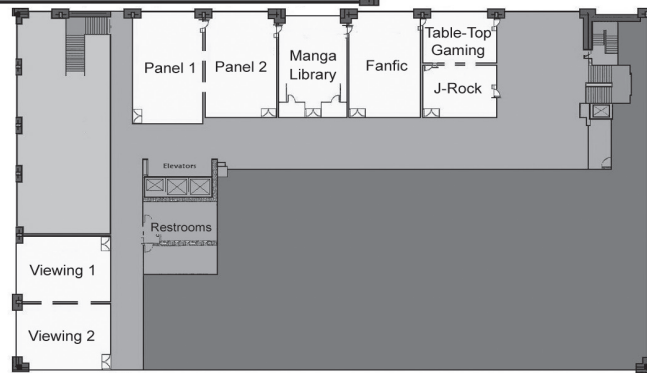 Table-Top
Gaming
Panel 1
Panel 2
Manga
Library
Fanfic
J-Rock
Elevators
Restrooms
Viewing 1
Viewing 2